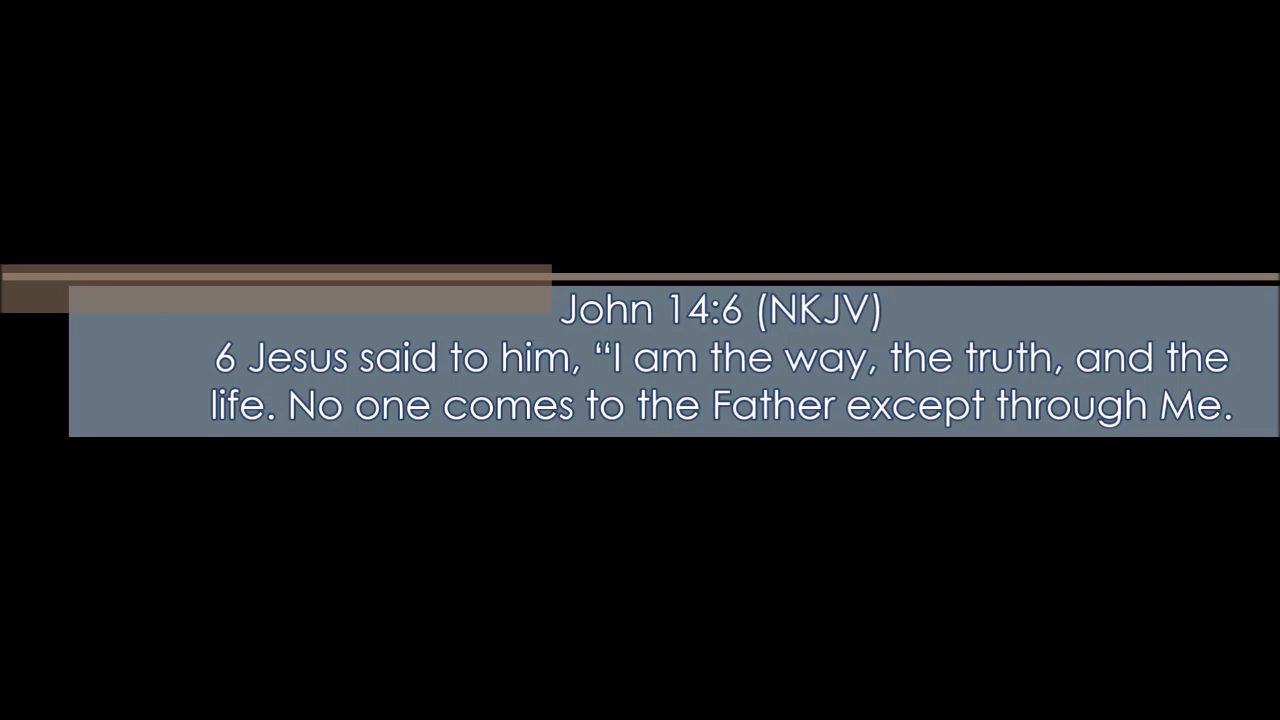 John 14:6 (NKJV)
6 Jesus said to him, “I am the way, the truth, and the
life. No one comes to the Father except through Me.